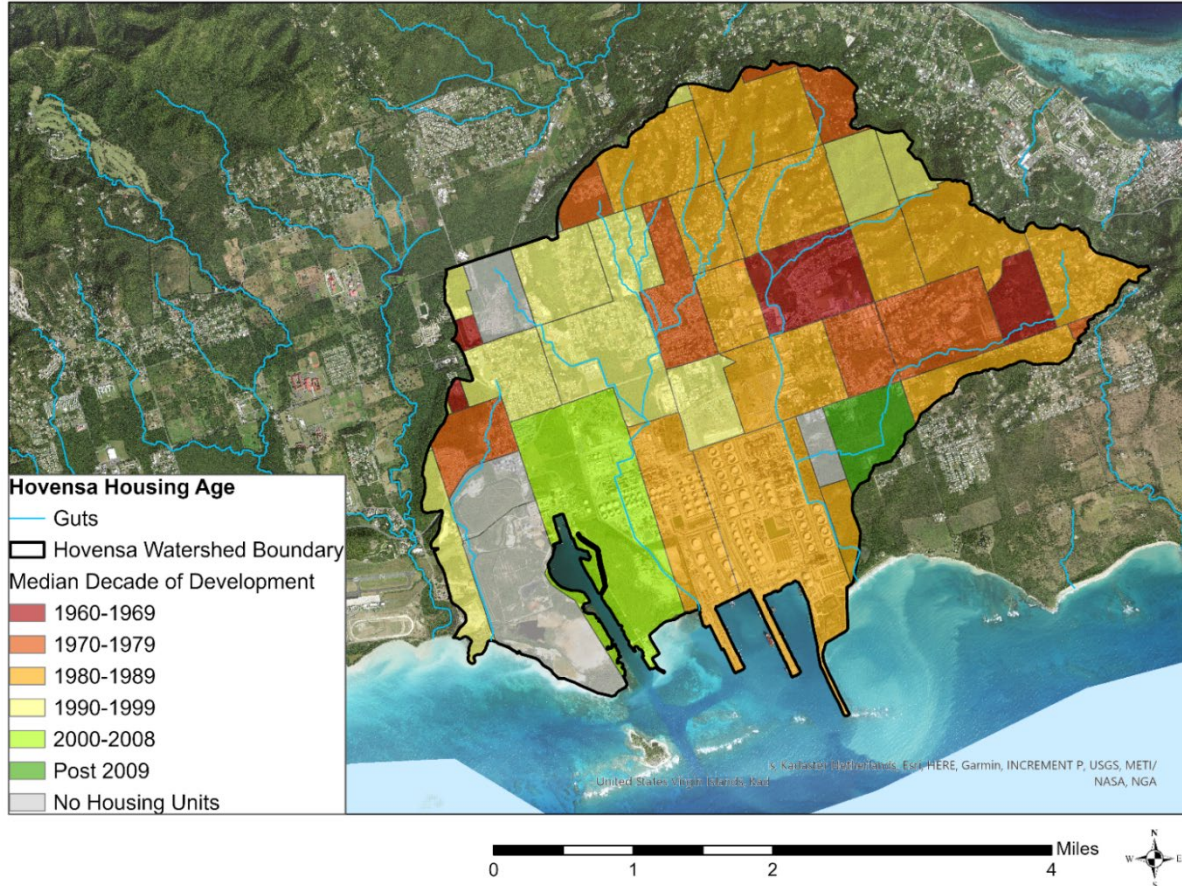 Hovensa Housing Age
Guts
Hovensa Watershed Boundary
Median Decade of Development
1960-1969
1970-1979
1980-1989
1990-1999
2000-2008
Post 2009
No Housing Units
United States Virgin Islands,
Esri, HERE, Garmin, INCREMENT P, USGS, METI/
NASA, NGA
0 1 2 4 Miles
N
W E
S